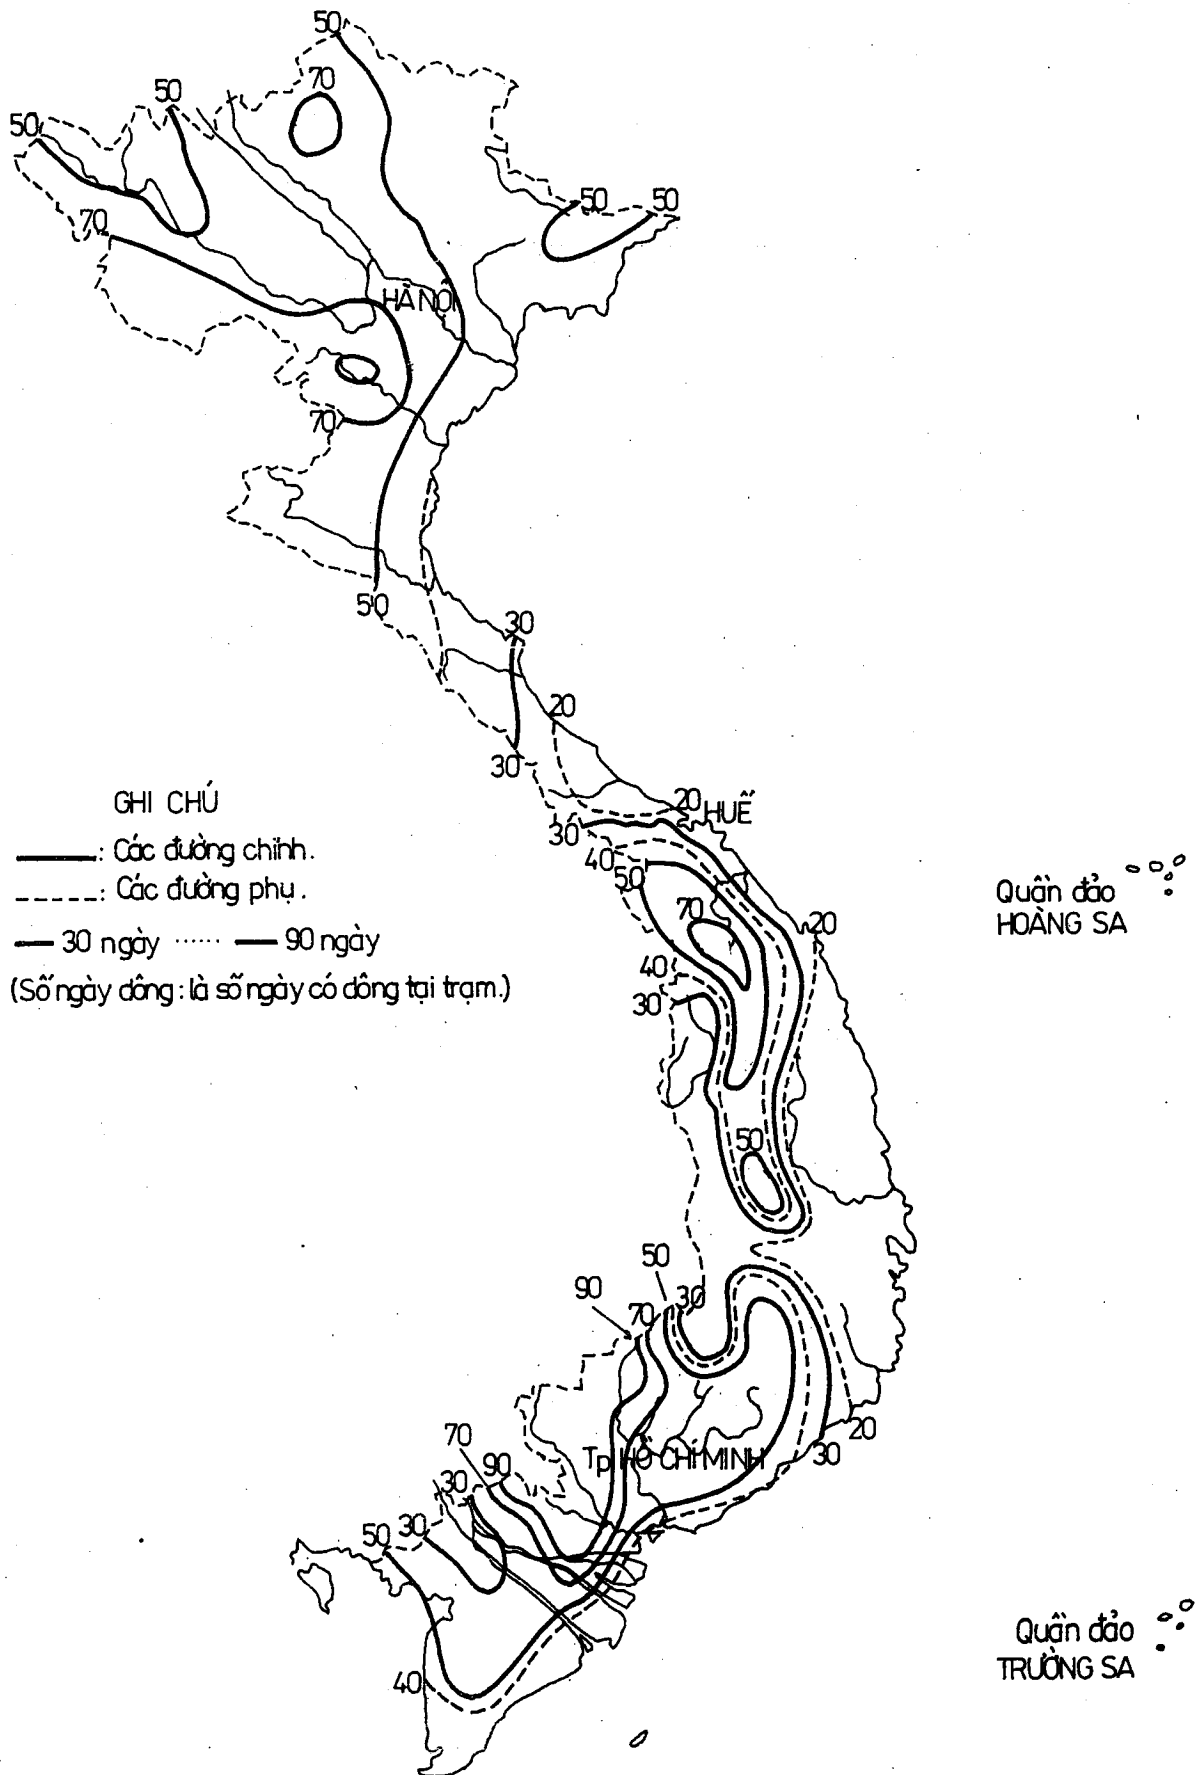 50
70
50
50
50
50
70
HÀ NỘI
70
50
30
20
30
GHI CHÚ
20 HUẾ
30
——: Các đường chính.
40
-----: Các đường phụ.
50
Quần đảo
HOÀNG SA
70
20
— 30 ngày ······ — 90 ngày
40
(Số ngày dông: là số ngày có dông tại trạm.)
30
50
50
90
30
70
20
70
Tp HỒ CHÍ MINH
30
90
30
50
30
Quần đảo
TRƯỜNG SA
40